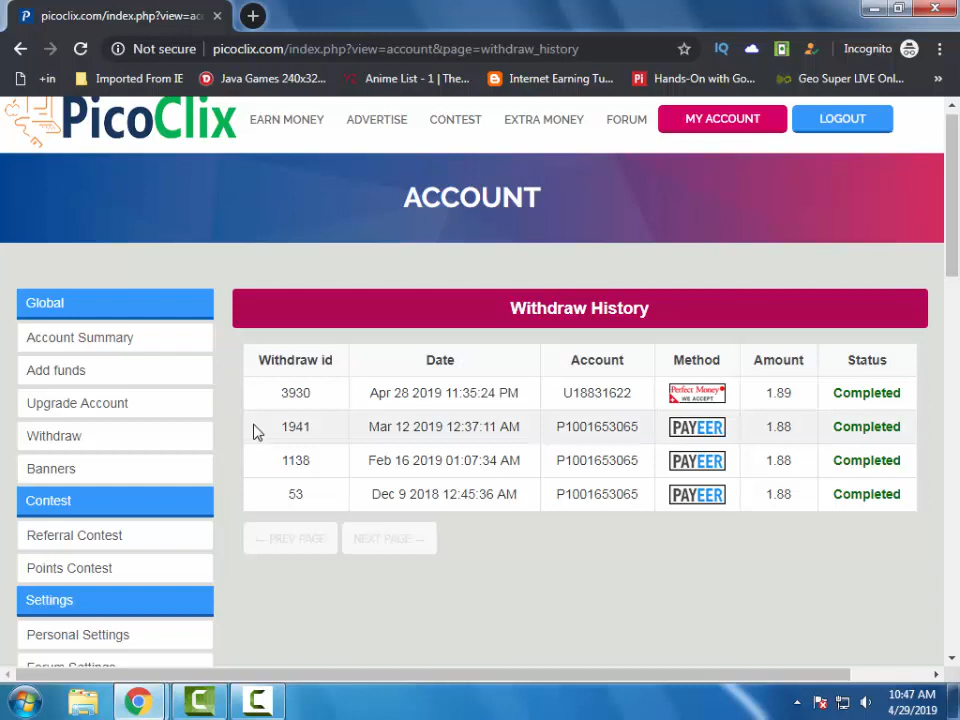 picoclix.com/index.php?view=ac
Not secure picoclix.com/index.php?view=account&page=withdraw_history IQ Incognito
+in Imported From IE Java Games 240x32... Anime List - 1 | The... Internet Earning Tu... Pi Hands-On with Go... Geo Super LIVE Onl... »
PicoClix EARN MONEY ADVERTISE CONTEST EXTRA MONEY FORUM MY ACCOUNT LOGOUT
ACCOUNT
Global
Account Summary
Add funds
Upgrade Account
Withdraw
Banners
Contest
Referral Contest
Points Contest
Settings
Personal Settings
Forum Settings
Withdraw History
Withdraw id Date Account Method Amount Status
3930 Apr 28 2019 11:35:24 PM U18831622 Perfect Money WE ACCEPT 1.89 Completed
1941 Mar 12 2019 12:37:11 AM P1001653065 PAYEER 1.88 Completed
1138 Feb 16 2019 01:07:34 AM P1001653065 PAYEER 1.88 Completed
53 Dec 9 2018 12:45:36 AM P1001653065 PAYEER 1.88 Completed
PREV PAGE NEXT PAGE
10:47 AM
4/29/2019